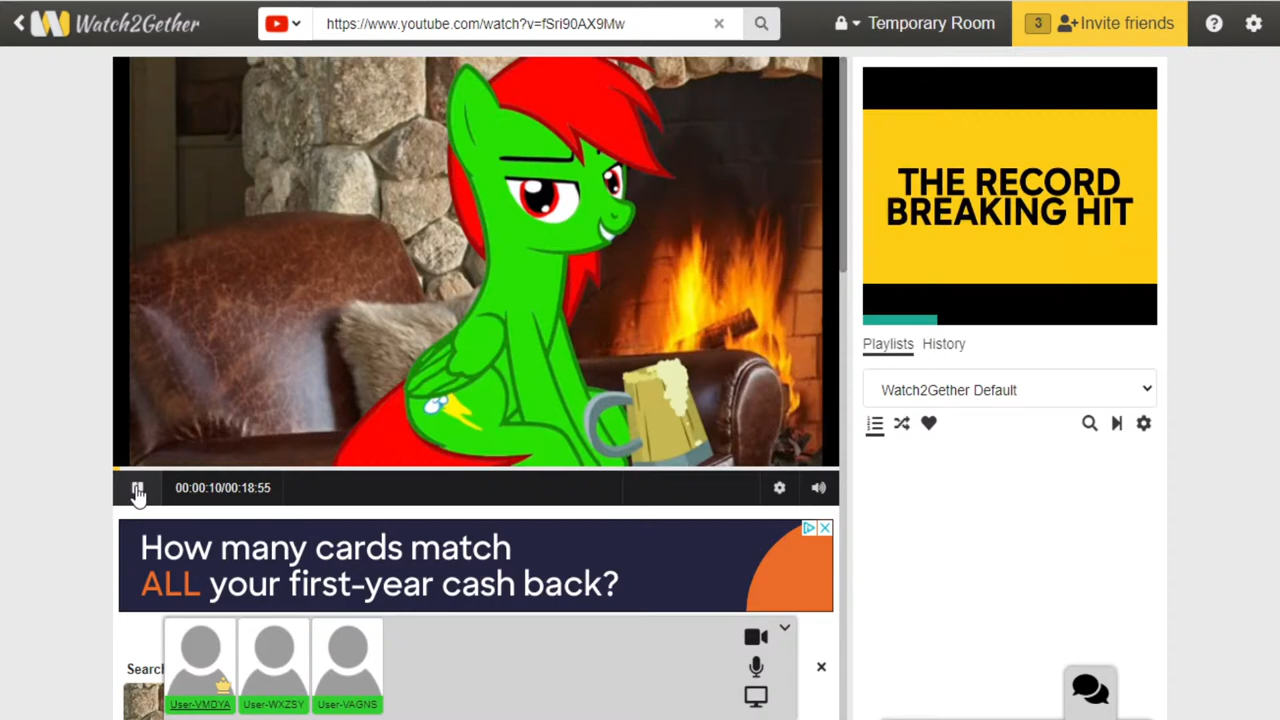 Watch2Gether
https://www.youtube.com/watch?v=fSri90AX9Mw
Temporary Room
3
Invite friends
THE RECORD
BREAKING HIT
Playlists
History
Watch2Gether Default
00:00:10/00:18:55
How many cards match
ALL your first-year cash back?
Search
User-VMDYA
User-WXZSY
User-VAGNS